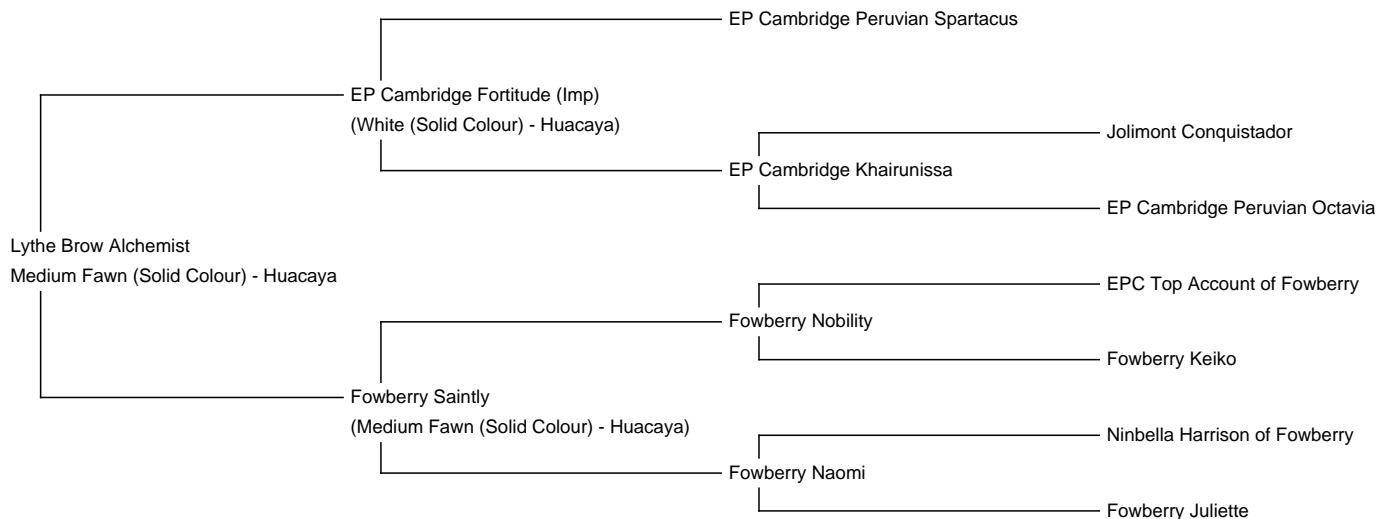 EP Cambridge Peruvian Spartacus
EP Cambridge Fortitude (Imp)
(White (Solid Colour) - Huacaya)
Jolimont Conquistador
EP Cambridge Khairunissa
EP Cambridge Peruvian Octavia
Lythe Brow Alchemist
Medium Fawn (Solid Colour) - Huacaya
EPC Top Account of Fowberry
Fowberry Nobility
Fowberry Keiko
Fowberry Saintly
(Medium Fawn (Solid Colour) - Huacaya)
Ninbella Harrison of Fowberry
Fowberry Naomi
Fowberry Juliette